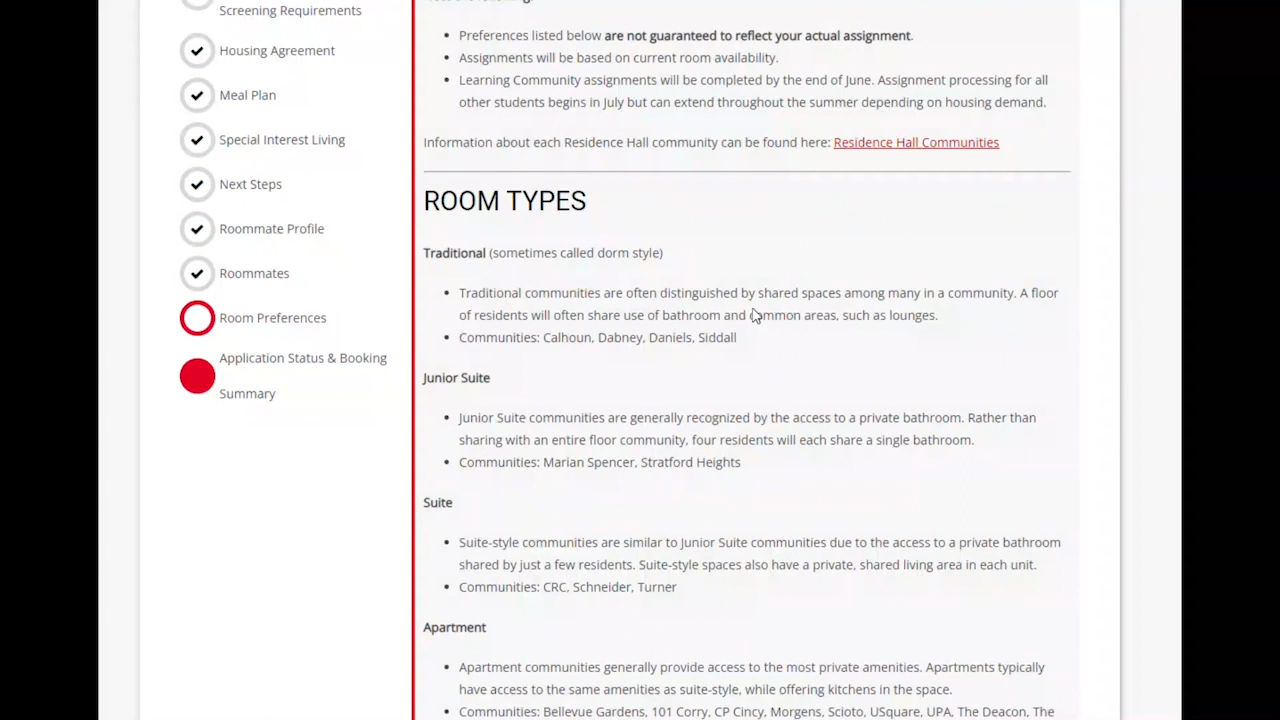 Screening Requirements
Housing Agreement
Meal Plan
Special Interest Living
Next Steps
Roommate Profile
Roommates
Room Preferences
Application Status & Booking
Summary
• Preferences listed below are not guaranteed to reflect your actual assignment.
• Assignments will be based on current room availability.
• Learning Community assignments will be completed by the end of June. Assignment processing for all
other students begins in July but can extend throughout the summer depending on housing demand.
Information about each Residence Hall community can be found here: Residence Hall Communities
ROOM TYPES
Traditional (sometimes called dorm style)
• Traditional communities are often distinguished by shared spaces among many in a community. A floor
of residents will often share use of bathroom and common areas, such as lounges.
• Communities: Calhoun, Dabney, Daniels, Siddall
Junior Suite
• Junior Suite communities are generally recognized by the access to a private bathroom. Rather than
sharing with an entire floor community, four residents will each share a single bathroom.
• Communities: Marian Spencer, Stratford Heights
Suite
• Suite-style communities are similar to Junior Suite communities due to the access to a private bathroom
shared by just a few residents. Suite-style spaces also have a private, shared living area in each unit.
• Communities: CRC, Schneider, Turner
Apartment
• Apartment communities generally provide access to the most private amenities. Apartments typically
have access to the same amenities as suite-style, while offering kitchens in the space.
• Communities: Bellevue Gardens, 101 Corry, CP Cincy, Morgens, Scioto, USquare, UPA, The Deacon, The